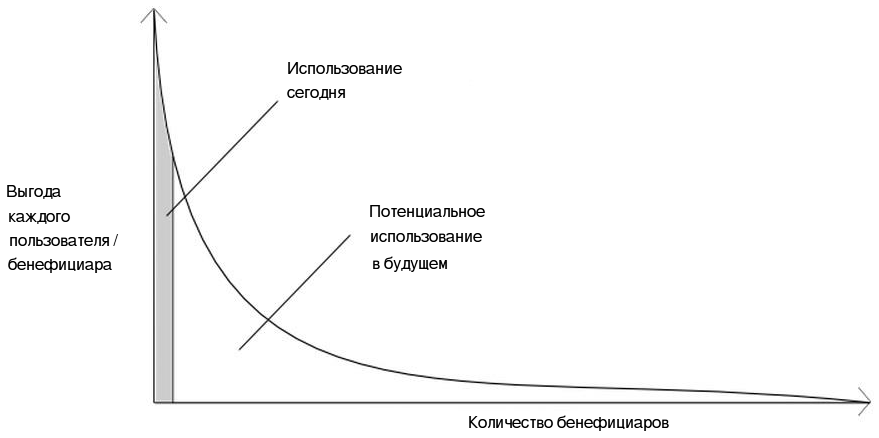 Использование
сегодня
Выгода
каждого
пользователя /
бенефициара
Потенциальное
использование
в будущем
Количество бенефициаров